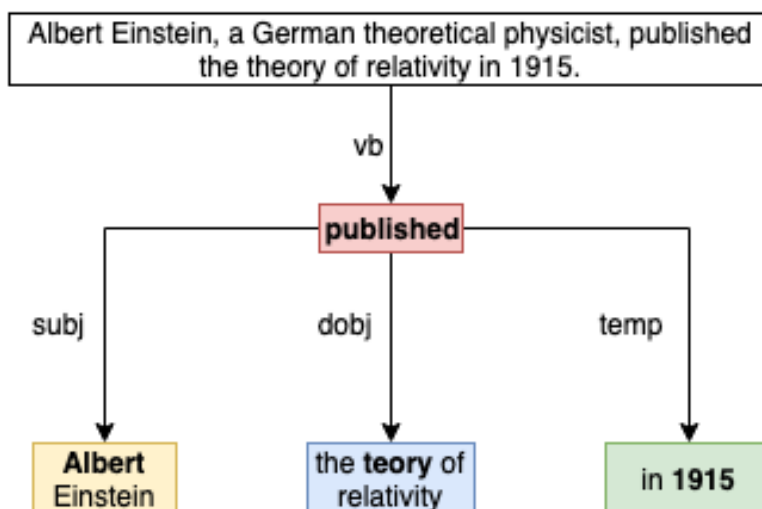 Albert Einstein, a German theoretical physicist, published
the theory of relativity in 1915.
vb
published
subj
dobj
temp
Albert
Einstein
the teory of
relativity
in 1915